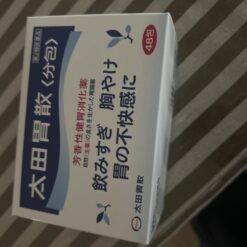 第2類医薬品
太田胃散〈分包〉
芳香性健胃消化薬
飲みすぎ 胸やけ
胃の不快感に
48包
太田胃散